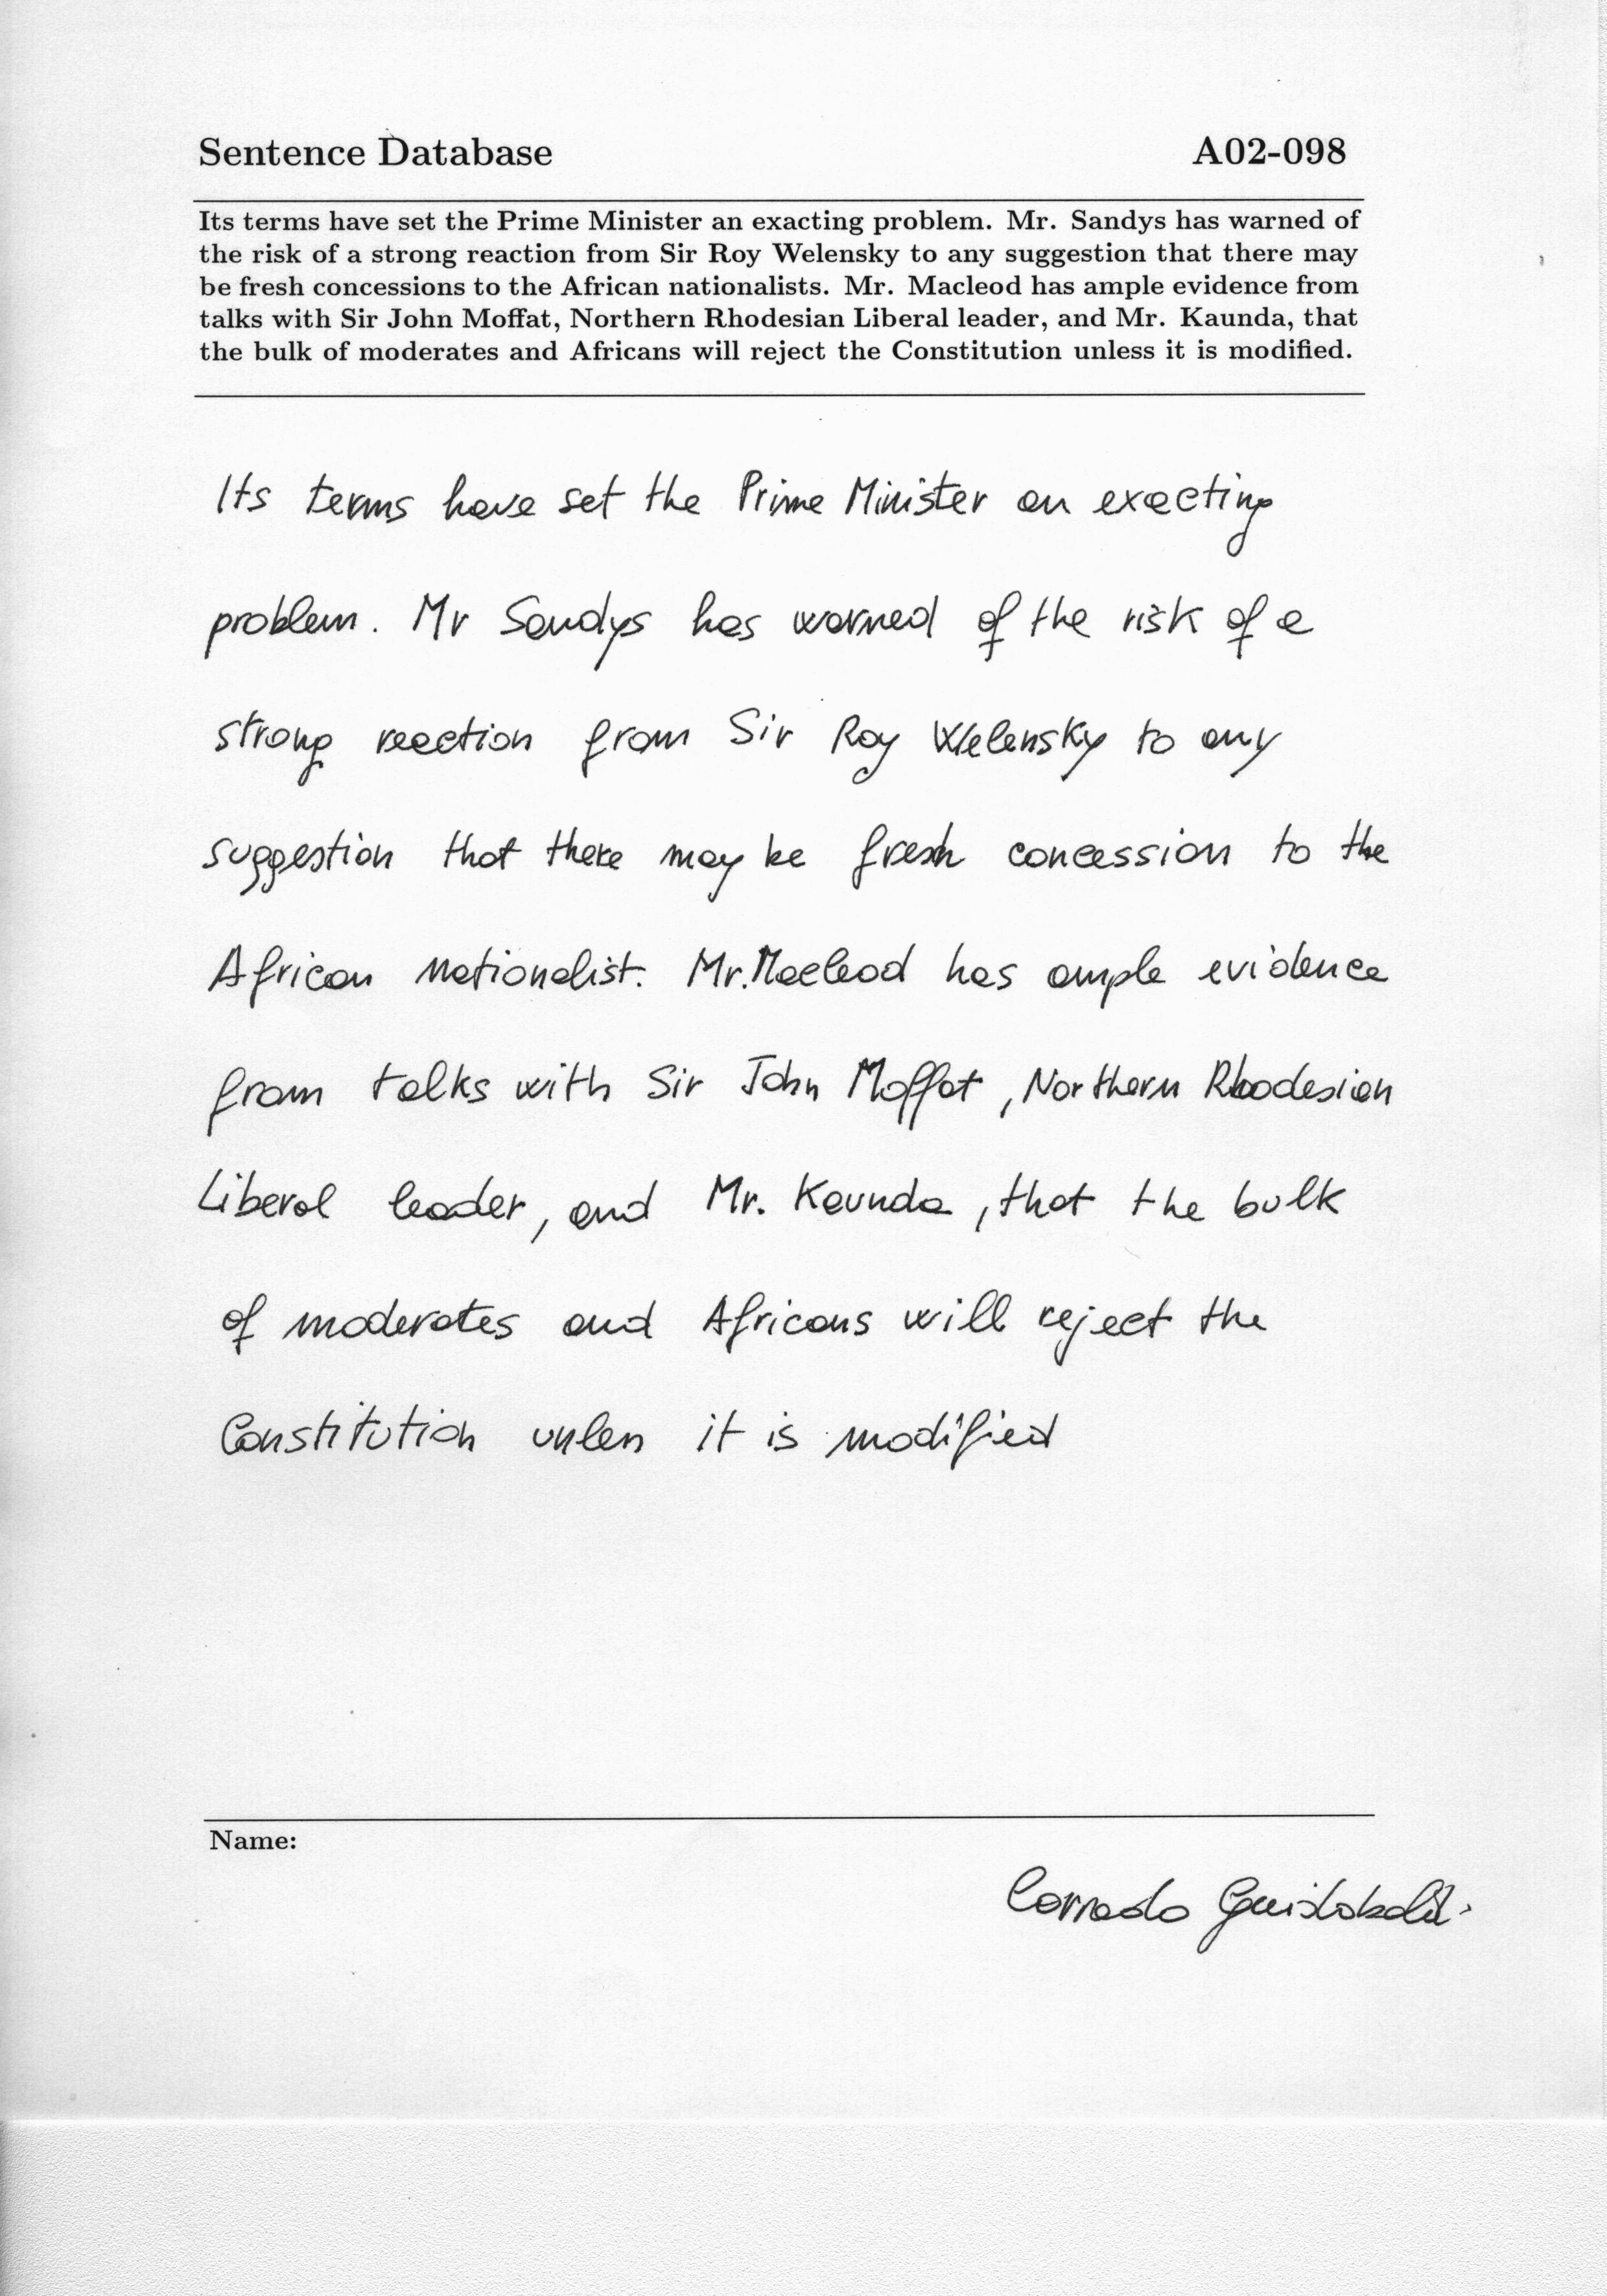 Sentence Database A02-098
Its terms have set the Prime Minister an exacting problem. Mr. Sandys has warned of
the risk of a strong reaction from Sir Roy Welensky to any suggestion that there may
be fresh concessions to the African nationalists. Mr. Macleod has ample evidence from
talks with Sir John Moffat, Northern Rhodesian Liberal leader, and Mr. Kaunda, that
the bulk of moderates and Africans will reject the Constitution unless it is modified.
Its terms have set the Prime Minister an exacting
problem. Mr Sandys has warned of the risk of a
strong reaction from Sir Roy Welensky to any
suggestion that there may be fresh concession to the
African nationalist. Mr. Macleod has ample evidence
from talks with Sir John Moffat, Northern Rhodesian
Liberal leader, and Mr. Kaunda, that the bulk
of moderates and Africans will reject the
Constitution unless it is modified
Name:
Corrado Guidobaldi